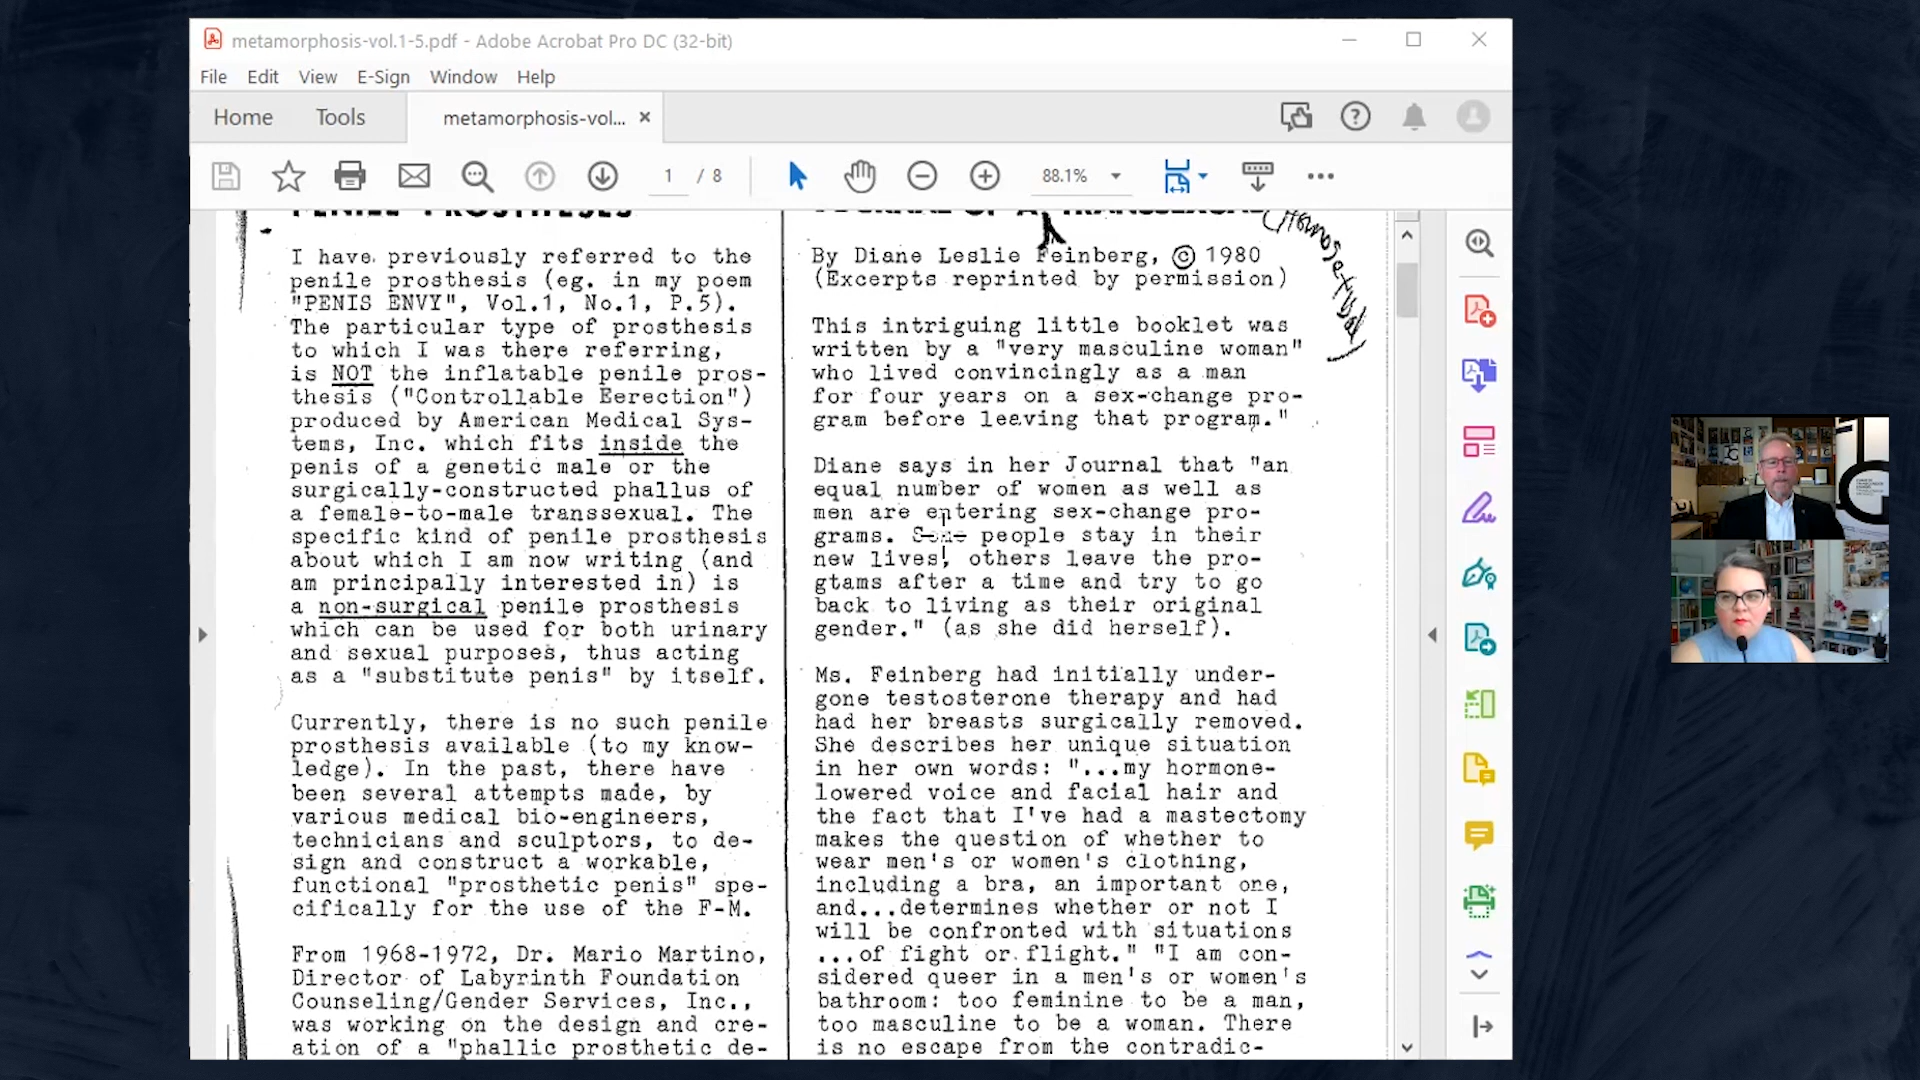 metamorphosis-vol.1-5.pdf - Adobe Acrobat Pro DC (32-bit)
File Edit View E-Sign Window Help
Home Tools metamorphosis-vol... ×
1 / 8 88.1%
PENILE PROSTHESES
I have previously referred to the
penile prosthesis (eg. in my poem
"PENIS ENVY", Vol.1, No.1, P.5).
The particular type of prosthesis
to which I was there referring,
is NOT the inflatable penile pros-
thesis ("Controllable Eerection")
produced by American Medical Sys-
tems, Inc. which fits inside the
penis of a genetic male or the
surgically-constructed phallus of
a female-to-male transsexual. The
specific kind of penile prosthesis
about which I am now writing (and
am principally interested in) is
a non-surgical penile prosthesis
which can be used for both urinary
and sexual purposes, thus acting
as a "substitute penis" by itself.
Currently, there is no such penile
prosthesis available (to my know-
ledge). In the past, there have
been several attempts made, by
various medical bio-engineers,
technicians and sculptors, to de-
sign and construct a workable,
functional "prosthetic penis" spe-
cifically for the use of the F-M.
From 1968-1972, Dr. Mario Martino,
Director of Labyrinth Foundation
Counseling/Gender Services, Inc.,
was working on the design and cre-
ation of a "phallic prosthetic de-
JOURNAL OF A TRANSSEXUAL
By Diane Leslie Feinberg, © 1980
(Excerpts reprinted by permission)
This intriguing little booklet was
written by a "very masculine woman"
who lived convincingly as a man
for four years on a sex-change pro-
gram before leaving that program."
Diane says in her Journal that "an
equal number of women as well as
men are entering sex-change pro-
grams. Some people stay in their
new lives, others leave the pro-
gtams after a time and try to go
back to living as their original
gender." (as she did herself).
Ms. Feinberg had initially under-
gone testosterone therapy and had
had her breasts surgically removed.
She describes her unique situation
in her own words: "...my hormone-
lowered voice and facial hair and
the fact that I've had a mastectomy
makes the question of whether to
wear men's or women's clothing,
including a bra, an important one,
and...determines whether or not I
will be confronted with situations
...of fight or flight." "I am con-
sidered queer in a men's or women's
bathroom: too feminine to be a man,
too masculine to be a woman. There
is no escape from the contradic-